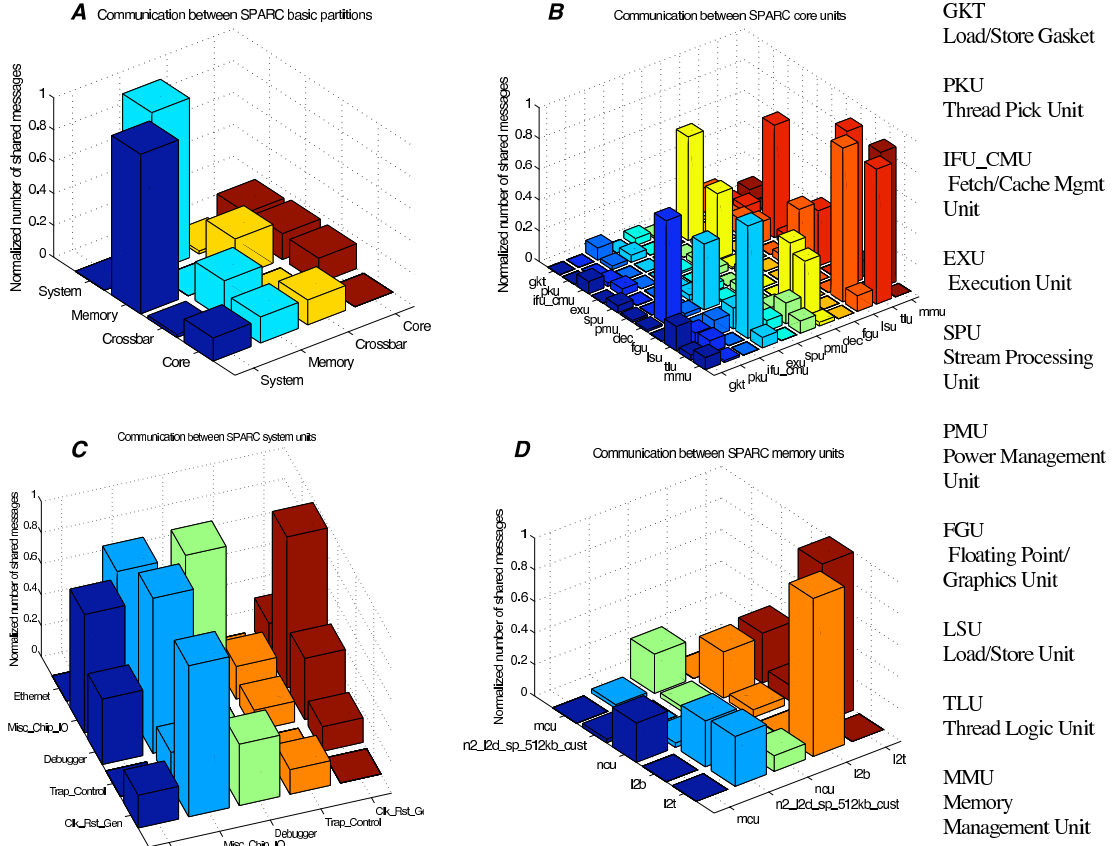 A Communication between SPARC basic partitions
Normalized number of shared messages
1
0.8
0.6
0.4
0.2
0
System
Memory
Crossbar
Core
System
Memory
Crossbar
Core
B Communication between SPARC core units
Normalized number of shared messages
1
0.8
0.6
0.4
0.2
0
gkt
pku
ifu_cmu
exu
spu
pmu
dec
fgu
lsu
tlu
mmu
gkt
pku
ifu_cmu
exu
spu
pmu
dec
fgu
lsu
tlu
mmu
C Communication between SPARC system units
Normalized number of shared messages
1
0.8
0.6
0.4
0.2
0
Ethernet
Misc_Chip_IO
Debugger
Trap_Control
Clk_Rst_Gen
Misc_Chip_IO
Debugger
Trap_Control
Clk_Rst_Ge
D Communication between SPARC memory units
Normalized number of shared messages
1
0.8
0.6
0.4
0.2
0
mcu
n2_l2d_sp_512kb_cust
ncu
l2b
l2t
mcu
n2_l2d_sp_512kb_cust
ncu
l2b
l2t
GKT
Load/Store Gasket
PKU
Thread Pick Unit
IFU_CMU
Fetch/Cache Mgmt
Unit
EXU
Execution Unit
SPU
Stream Processing
Unit
PMU
Power Management
Unit
FGU
Floating Point/
Graphics Unit
LSU
Load/Store Unit
TLU
Thread Logic Unit
MMU
Memory
Management Unit